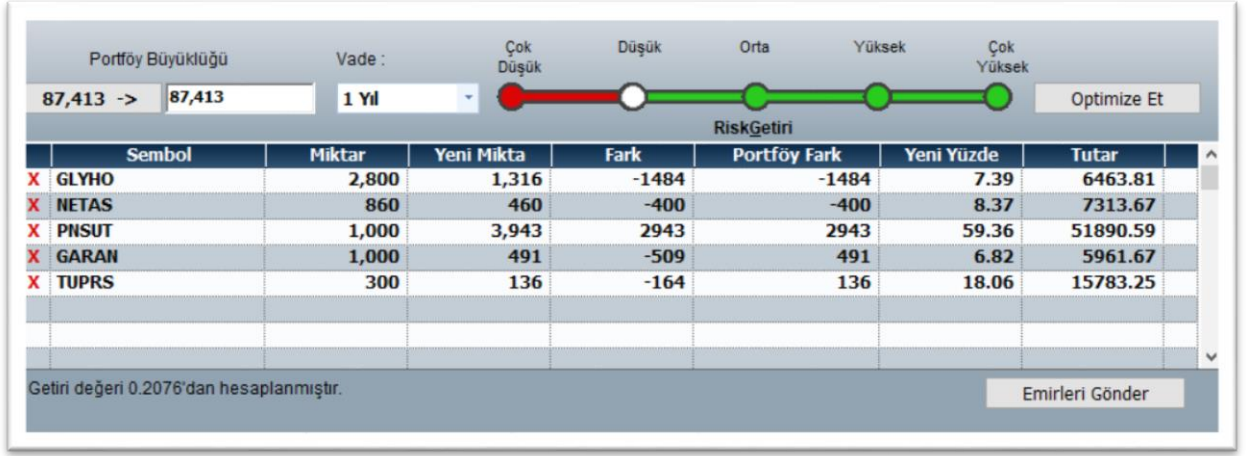 Portföy Büyüklüğü Vade : Çok Düşük Düşük Orta Yüksek Çok Yüksek
87,413 -> 87,413 1 Yıl Optimize Et
RiskGetiri
Sembol Miktar Yeni Mikta Fark Portföy Fark Yeni Yüzde Tutar
X GLYHO 2,800 1,316 -1484 -1484 7.39 6463.81
X NETAS 860 460 -400 -400 8.37 7313.67
X PNSUT 1,000 3,943 2943 2943 59.36 51890.59
X GARAN 1,000 491 -509 491 6.82 5961.67
X TUPRS 300 136 -164 136 18.06 15783.25
Getiri değeri 0.2076'dan hesaplanmıştır. Emirleri Gönder